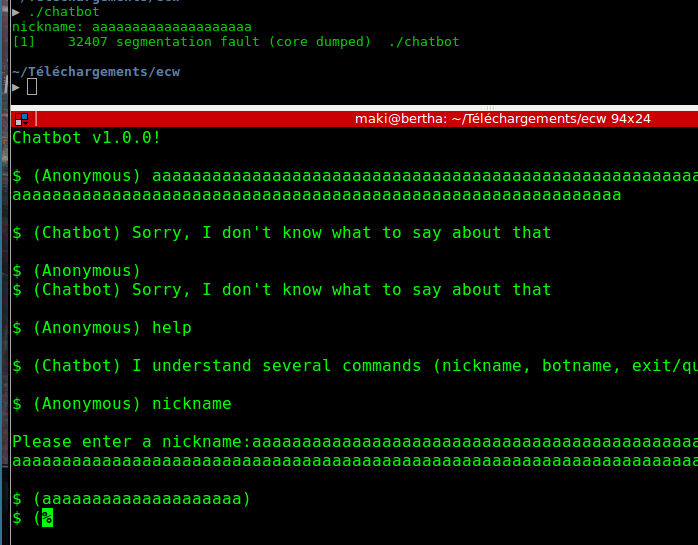 ~/Téléchargements/ecw
▶ ./chatbot
nickname: aaaaaaaaaaaaaaaaaaaa
[1]    32407 segmentation fault (core dumped)  ./chatbot
~/Téléchargements/ecw
▶
maki@bertha: ~/Téléchargements/ecw 94x24
Chatbot v1.0.0!
$ (Anonymous) aaaaaaaaaaaaaaaaaaaaaaaaaaaaaaaaaaaaaaaaaaaaaaaaaaaaaaa
aaaaaaaaaaaaaaaaaaaaaaaaaaaaaaaaaaaaaaaaaaaaaaaaaaaaaaaaaaaaa
$ (Chatbot) Sorry, I don't know what to say about that
$ (Anonymous)
$ (Chatbot) Sorry, I don't know what to say about that
$ (Anonymous) help
$ (Chatbot) I understand several commands (nickname, botname, exit/qu
$ (Anonymous) nickname
Please enter a nickname:aaaaaaaaaaaaaaaaaaaaaaaaaaaaaaaaaaaaaaaaaaaaa
aaaaaaaaaaaaaaaaaaaaaaaaaaaaaaaaaaaaaaaaaaaaaaaaaaaaaaaaaaaaaaaaaaaaa
$ (aaaaaaaaaaaaaaaaaaaa)
$ (%